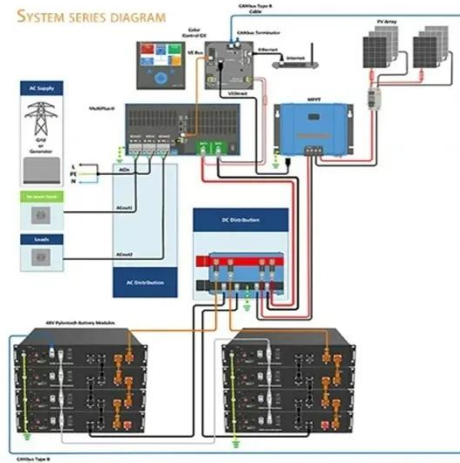 SYSTEM SERIES DIAGRAM
CANbus Type B
Cable
PV Array
Color
Control GX
CANbus Terminator
VE.Bus
Ethernet
Internet
VE.Direct
AC Supply
MultiPlus-II
MPPT
Grid
or
Generator
L
PE
N
ACin
ACout1
Loads
ACout2
DC Distribution
AC Distribution
48V Pylontech Battery Modules
CANbus Type B